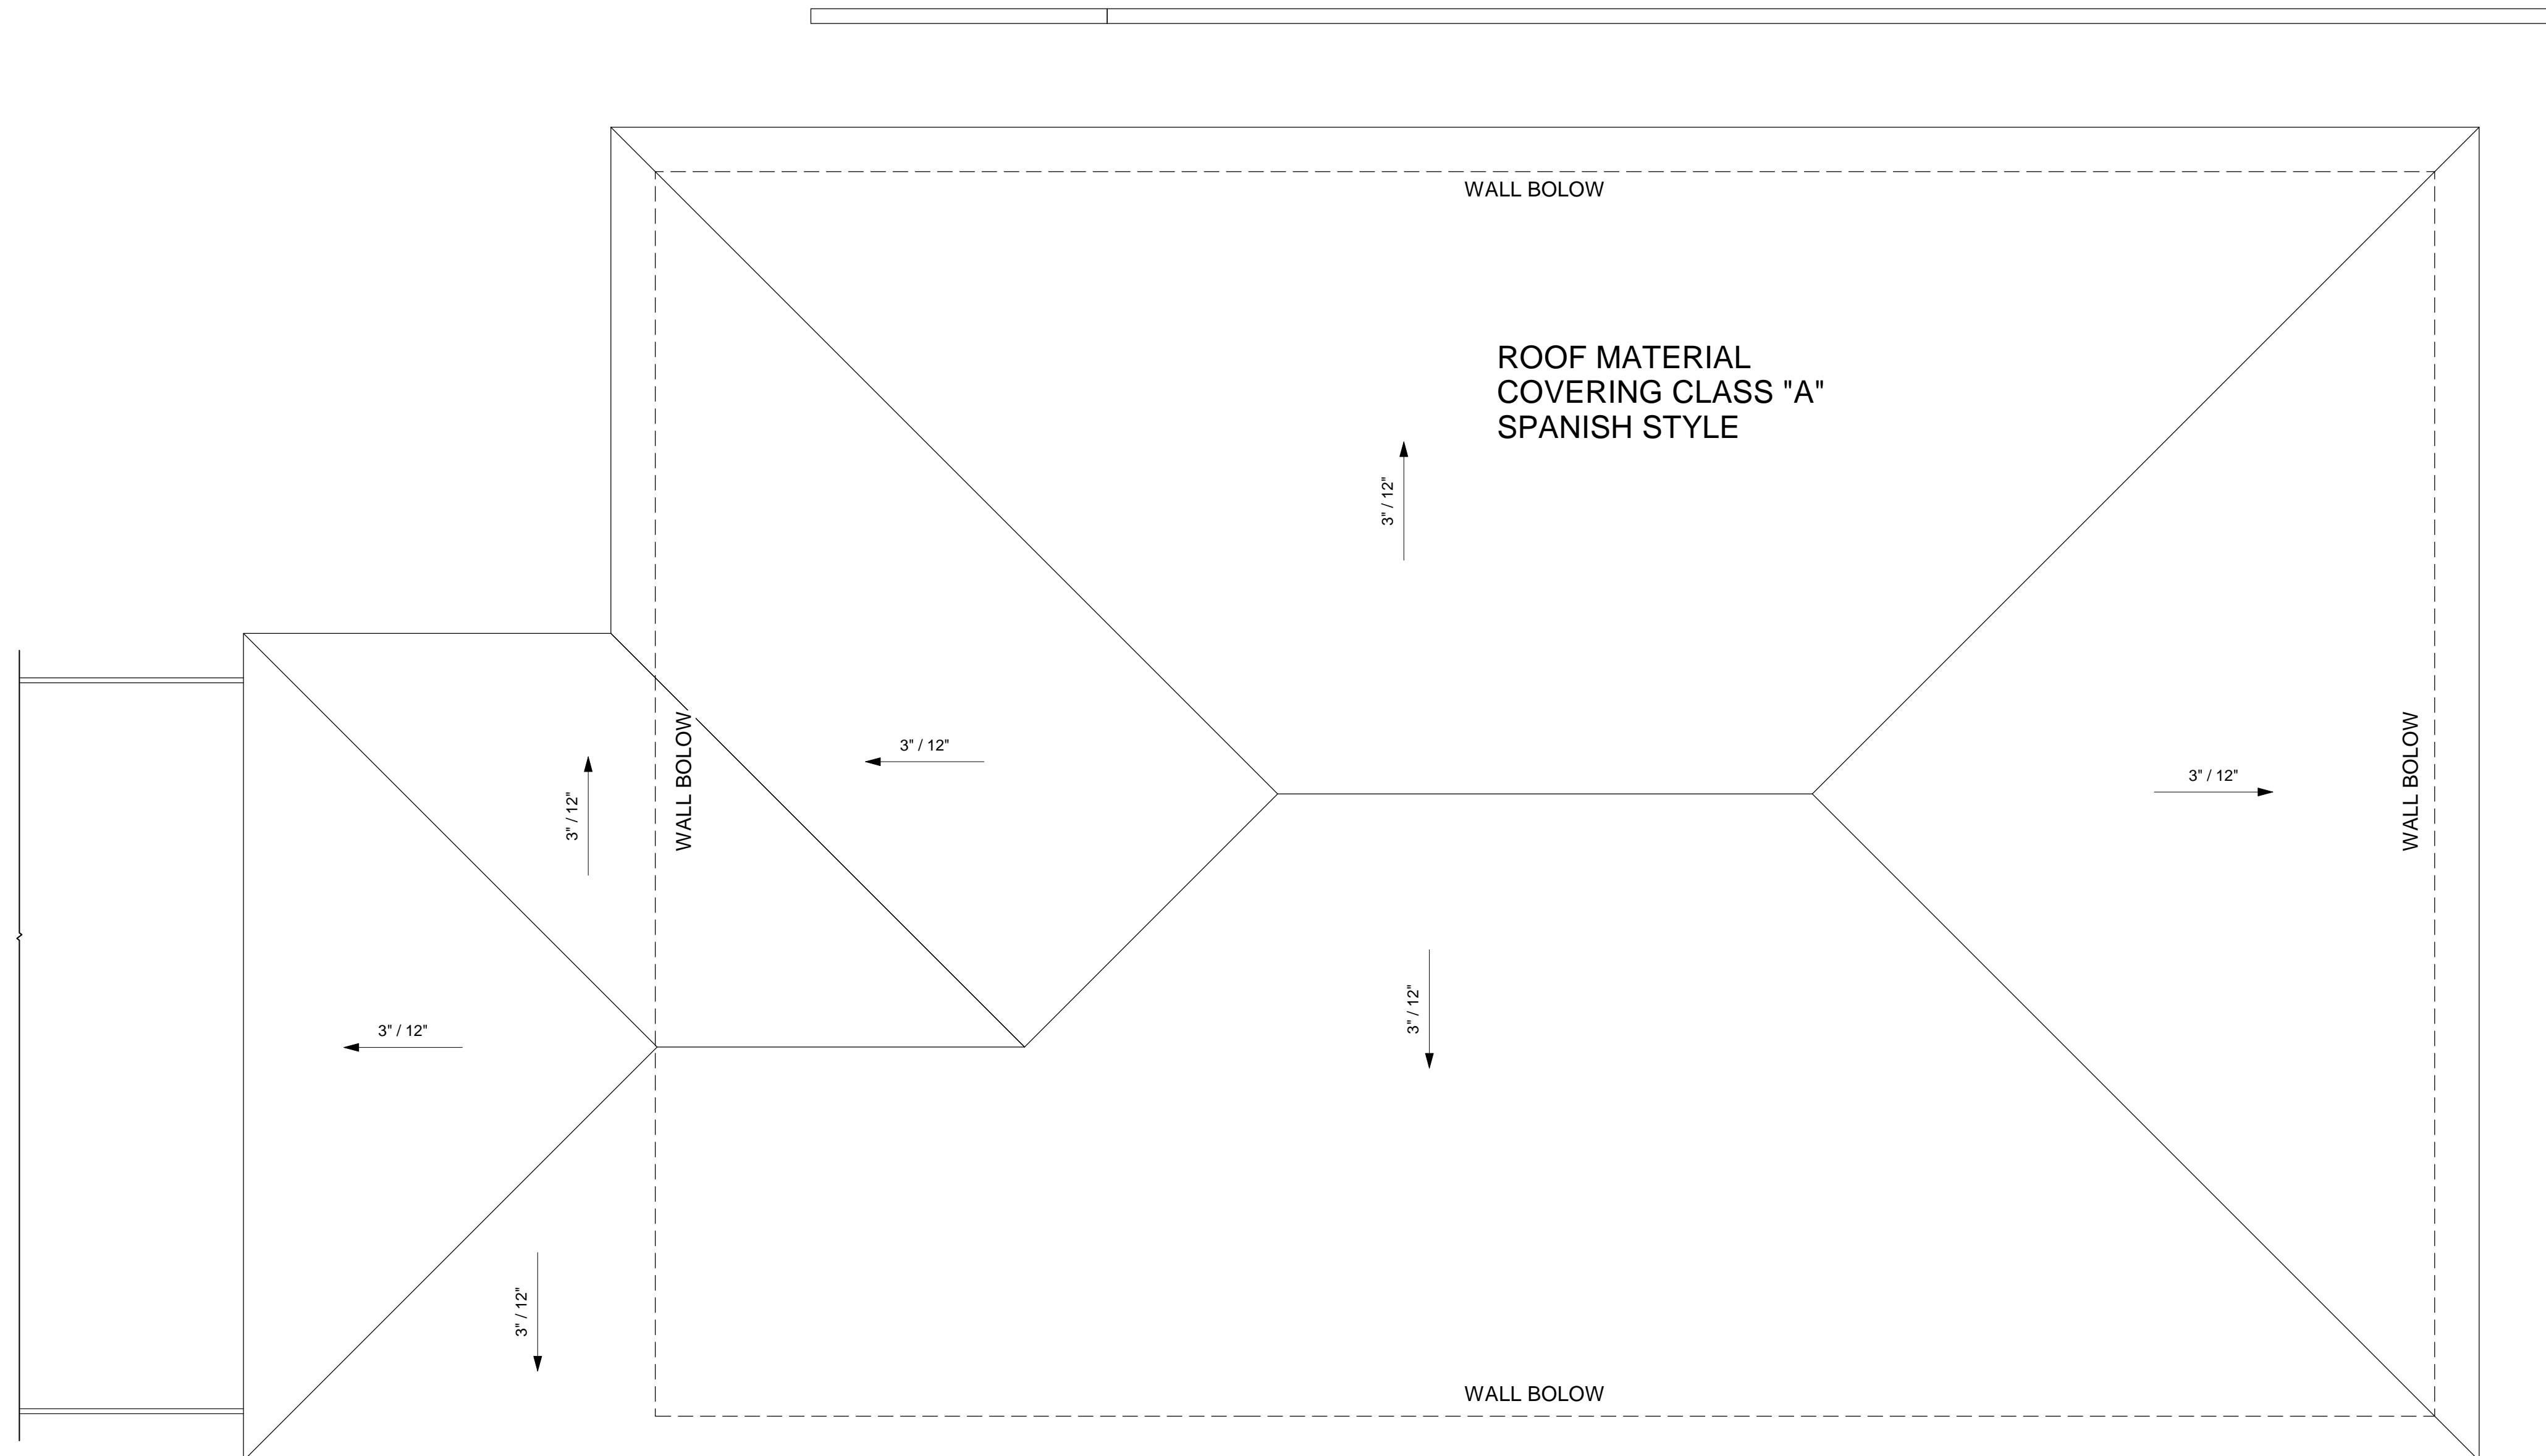 WALL BOLOW
ROOF MATERIAL
COVERING CLASS "A"
SPANISH STYLE
3" / 12"
3" / 12"
WALL BOLOW
3" / 12"
3" / 12"
WALL BOLOW
3" / 12"
3" / 12"
3" / 12"
WALL BOLOW